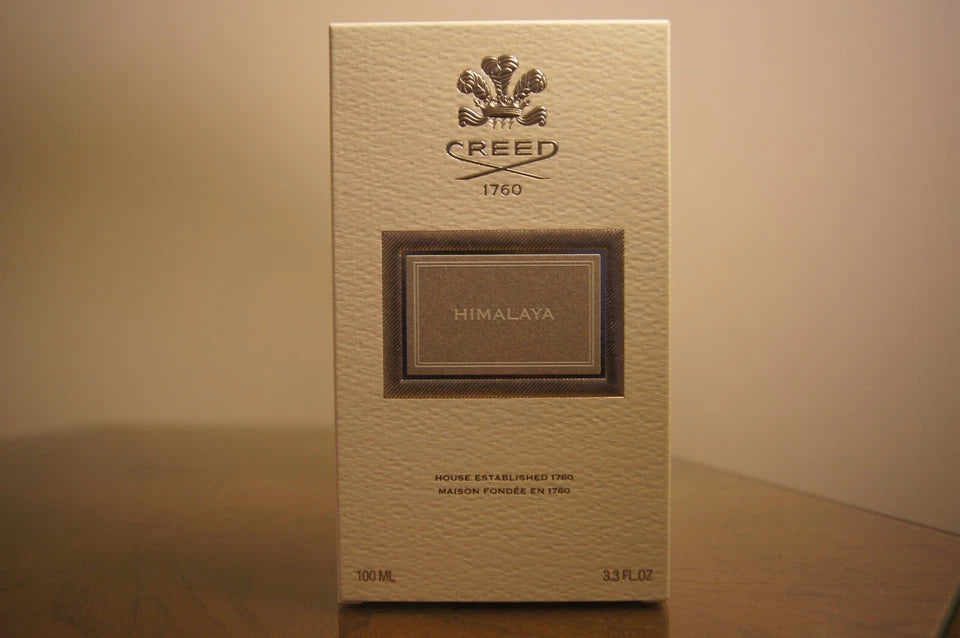 CREED
1760
HIMALAYA
HOUSE ESTABLISHED 1760
MAISON FONDÉE EN 1760
100 ML 3.3 FL.OZ